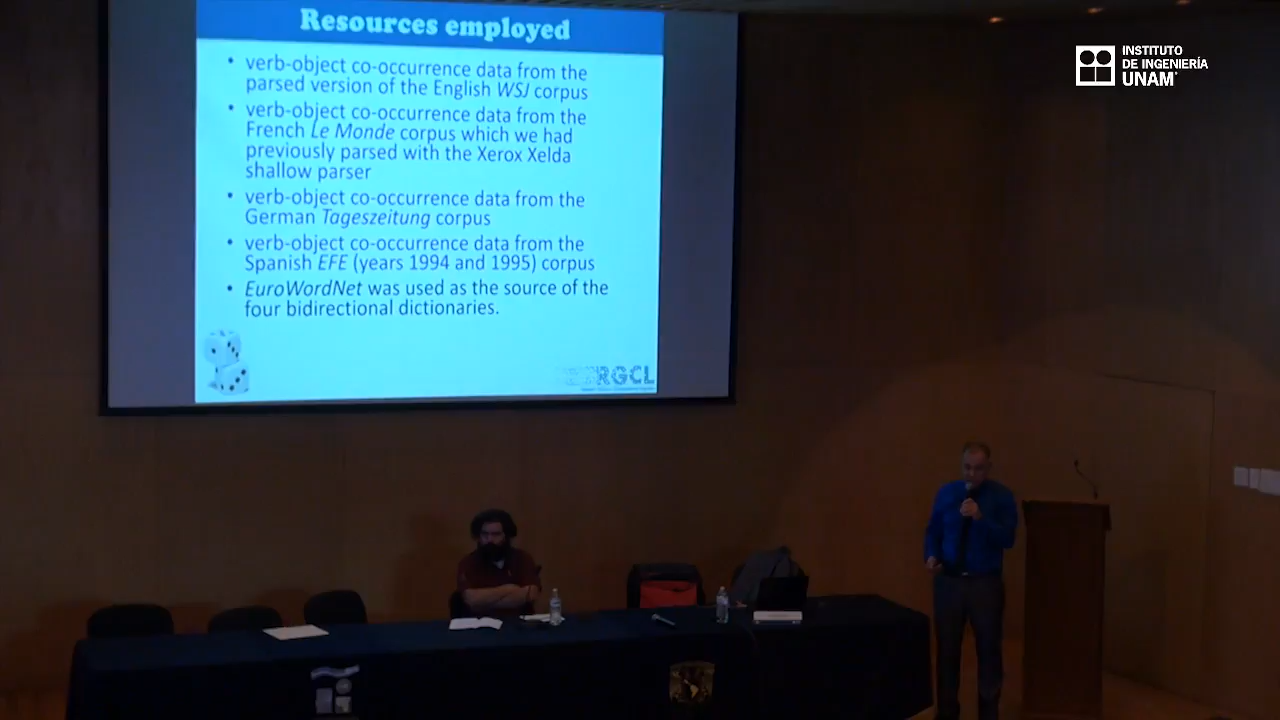 Resources employed
• verb-object co-occurrence data from the
parsed version of the English WSJ corpus
• verb-object co-occurrence data from the
French Le Monde corpus which we had
previously parsed with the Xerox Xelda
shallow parser
• verb-object co-occurrence data from the
German Tageszeitung corpus
• verb-object co-occurrence data from the
Spanish EFE (years 1994 and 1995) corpus
• EuroWordNet was used as the source of the
four bidirectional dictionaries.
RGCL
INSTITUTO
DE INGENIERÍA
UNAM